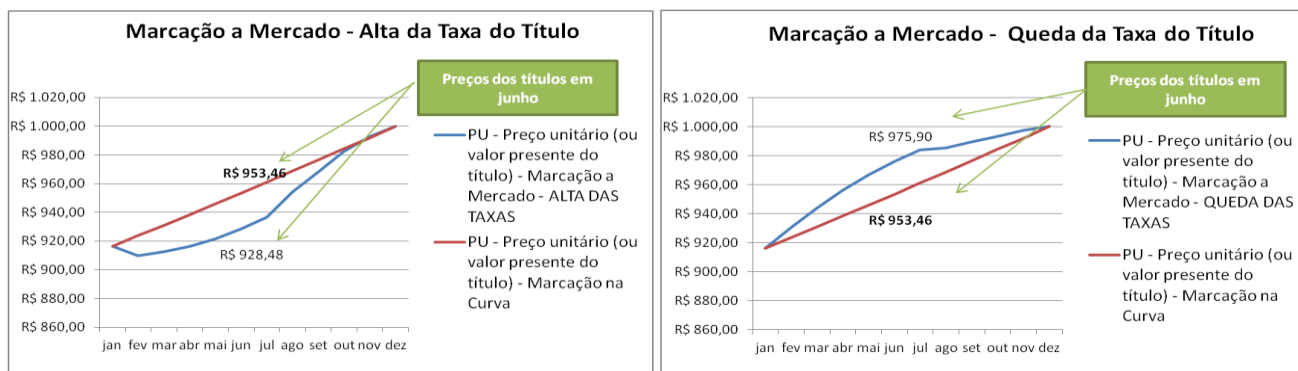 Marcação a Mercado - Alta da Taxa do Título
Preços dos títulos em
junho
R$ 1.020,00
R$ 1.000,00
R$ 980,00
R$ 960,00
R$ 940,00
R$ 920,00
R$ 900,00
R$ 880,00
R$ 860,00
R$ 953,46
R$ 928,48
jan fev mar abr mai jun jul ago set out nov dez
PU - Preço unitário (ou
valor presente do
título) - Marcação a
Mercado - ALTA DAS
TAXAS
PU - Preço unitário (ou
valor presente do
título) - Marcação na
Curva
Marcação a Mercado - Queda da Taxa do Título
Preços dos títulos em
junho
R$ 1.020,00
R$ 1.000,00
R$ 980,00
R$ 960,00
R$ 940,00
R$ 920,00
R$ 900,00
R$ 880,00
R$ 860,00
R$ 975,90
R$ 953,46
jan fev mar abr mai jun jul ago set out nov dez
PU - Preço unitário (ou
valor presente do
título) - Marcação a
Mercado - QUEDA DAS
TAXAS
PU - Preço unitário (ou
valor presente do
título) - Marcação na
Curva